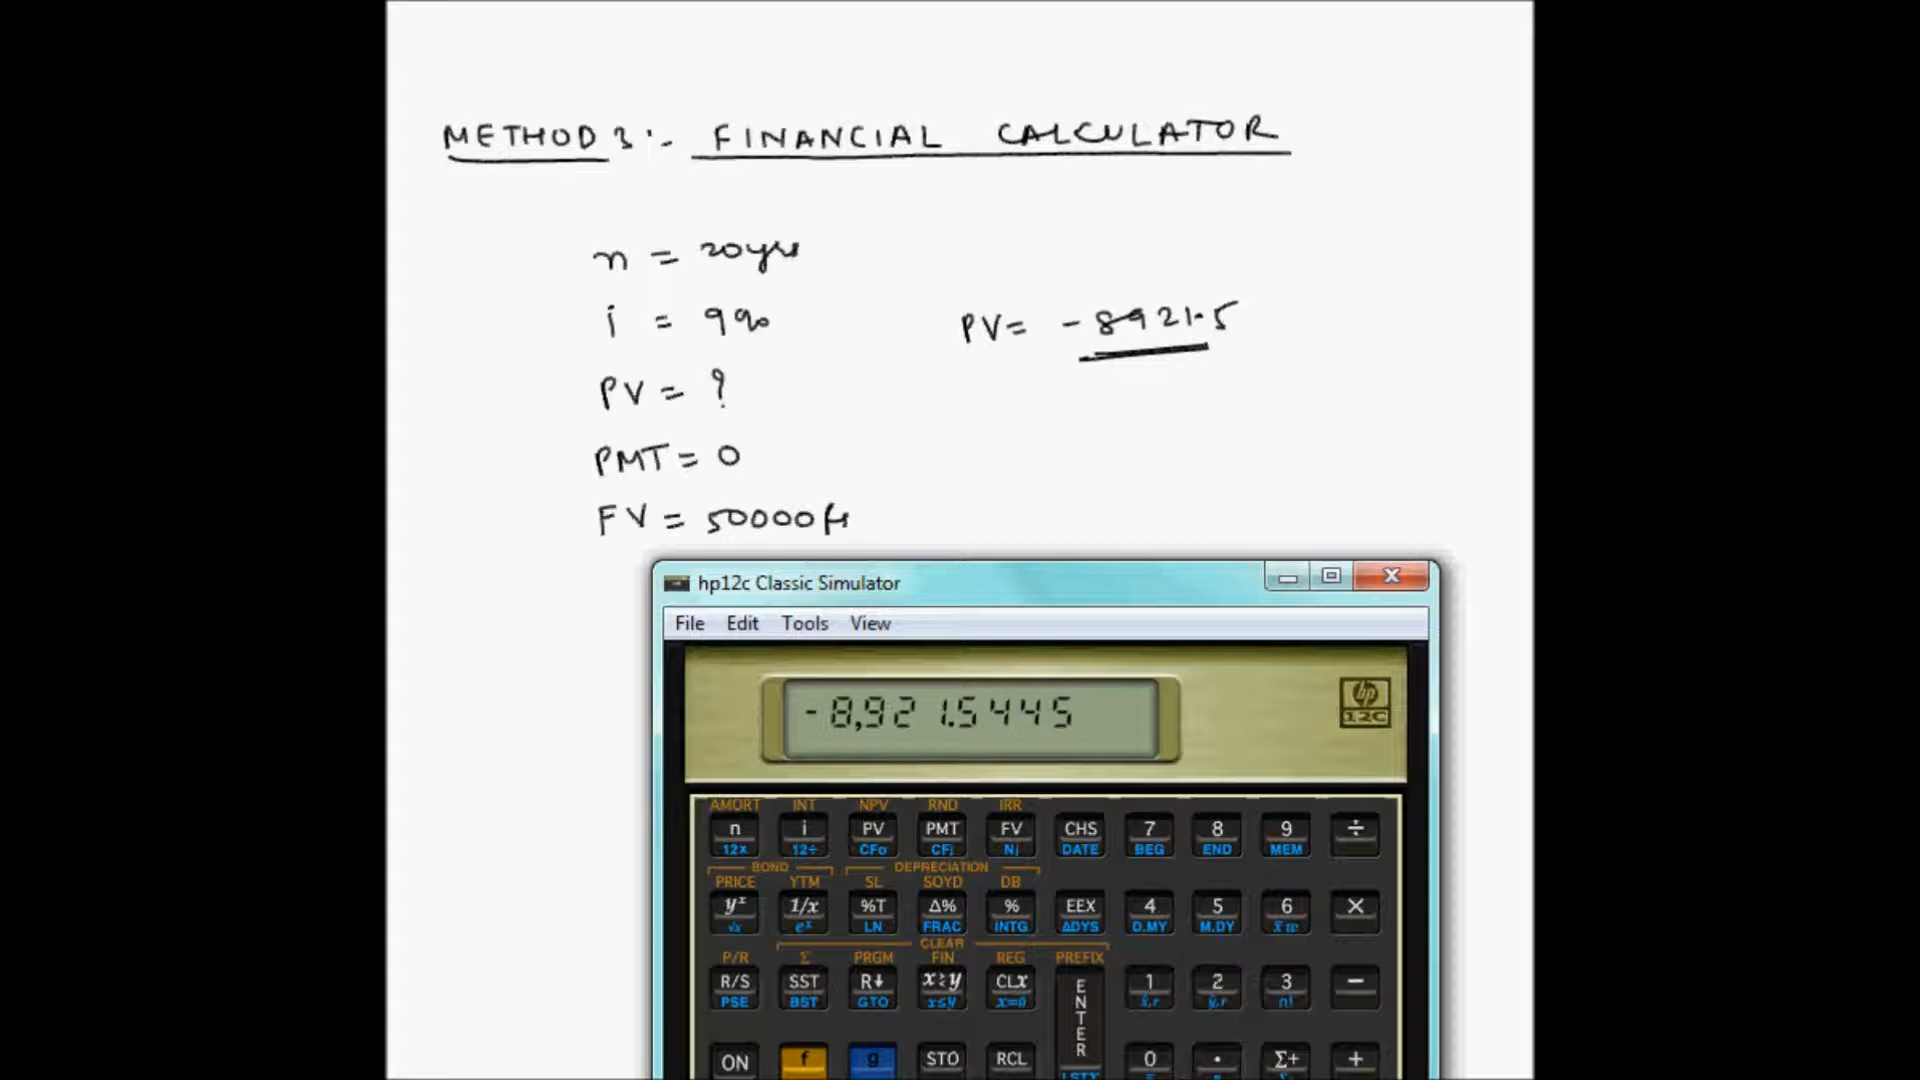 METHOD 3:- FINANCIAL CALCULATOR
n = 20yrs
i = 9%
PV = - 8921.5
PV = ?
PMT = 0
FV = 50000 fr
hp12c Classic Simulator
File Edit Tools View
-8,921.5445
hp 12C
AMORT INT NPV RND IRR
n i PV PMT FV CHS 7 8 9 ÷
12x 12÷ CFo CFj Nj DATE BEG END MEM
BOND DEPRECIATION
PRICE YTM SL SOYD DB
y^x 1/x %T Δ% % EEX 4 5 6 ×
√x e^x LN FRAC INTG ΔDYS D.MY M.DY x̄w
CLEAR
P/R Σ PRGM FIN REG PREFIX
R/S SST R↓ x≷y CLx ENTER 1 2 3 −
PSE BST GTO x≤y x=0 x̂,r ŷ,r n!
ON f g STO RCL 0 . Σ+ +
LSTx